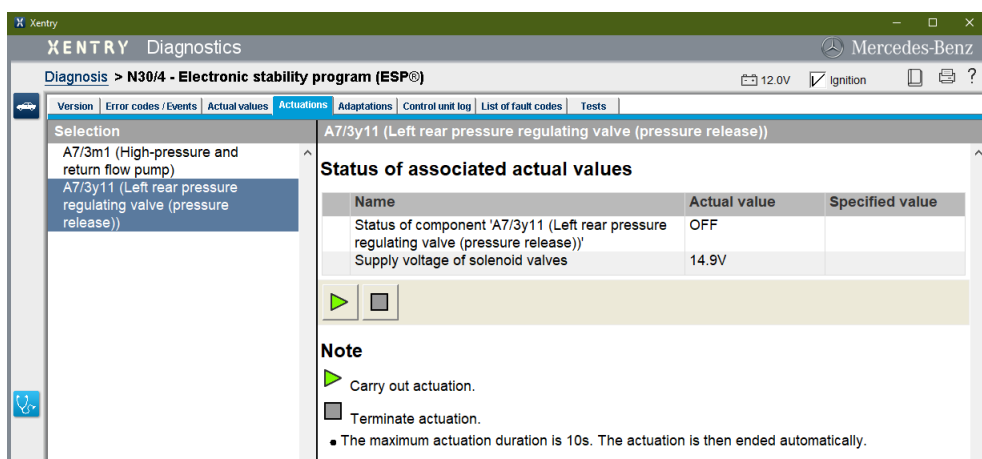 X Xentry
XENTRY Diagnostics
Mercedes-Benz
Diagnosis > N30/4 - Electronic stability program (ESP®)
12.0V
Ignition
?
Version
Error codes / Events
Actual values
Actuations
Adaptations
Control unit log
List of fault codes
Tests
Selection
A7/3m1 (High-pressure and
return flow pump)
A7/3y11 (Left rear pressure
regulating valve (pressure
release))
A7/3y11 (Left rear pressure regulating valve (pressure release))
Status of associated actual values
Name Actual value Specified value
Status of component 'A7/3y11 (Left rear pressure OFF
regulating valve (pressure release))'
Supply voltage of solenoid valves 14.9V
Note
Carry out actuation.
Terminate actuation.
• The maximum actuation duration is 10s. The actuation is then ended automatically.